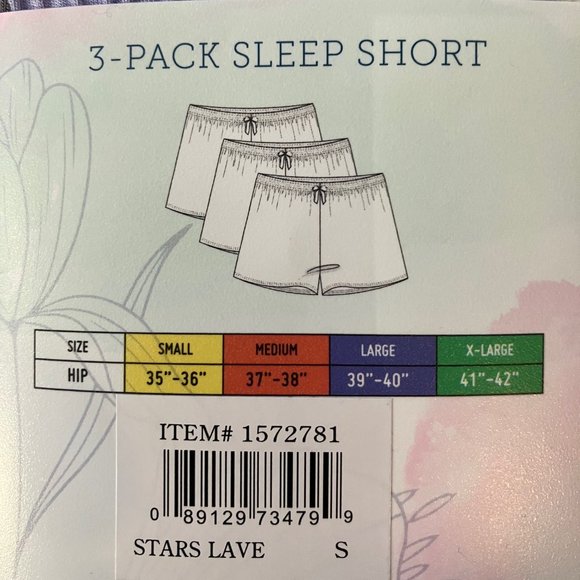 3-PACK SLEEP SHORT
SIZE SMALL MEDIUM LARGE X-LARGE
HIP 35"-36" 37"-38" 39"-40" 41"-42"
ITEM# 1572781
0 89129 73479 9
STARS LAVE S